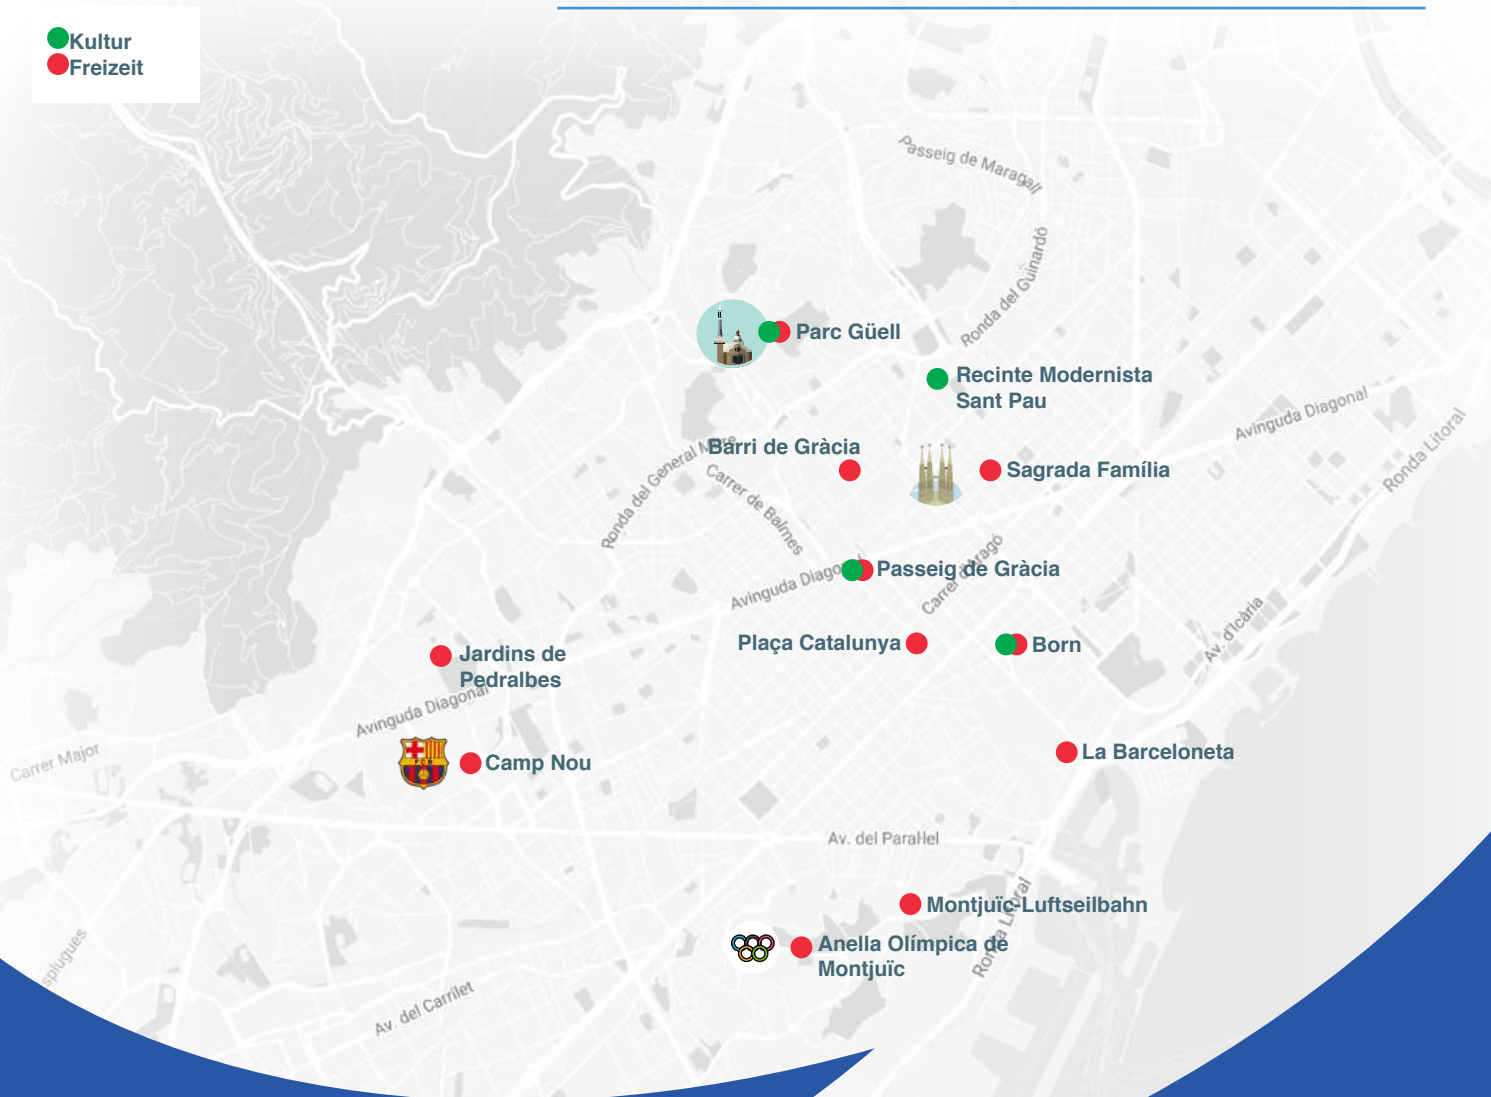 Kultur
Freizeit
Passeig de Maragall
Ronda del Guinardó
Parc Güell
Recinte Modernista
Sant Pau
Avinguda Diagonal
Ronda Litoral
Barri de Gràcia
Ronda del General Mitre
Sagrada Família
Carrer de Balmes
Passeig de Gràcia
Avinguda Diagonal
Carrer d'Aragó
Av. d'Icària
Plaça Catalunya
Born
Jardins de
Pedralbes
Avinguda Diagonal
Carrer Major
Camp Nou
La Barceloneta
Av. del Paral·lel
Montjuïc-Luftseilbahn
Ronda Litoral
Anella Olímpica de
Montjuïc
splugues
Av. del Carrilet